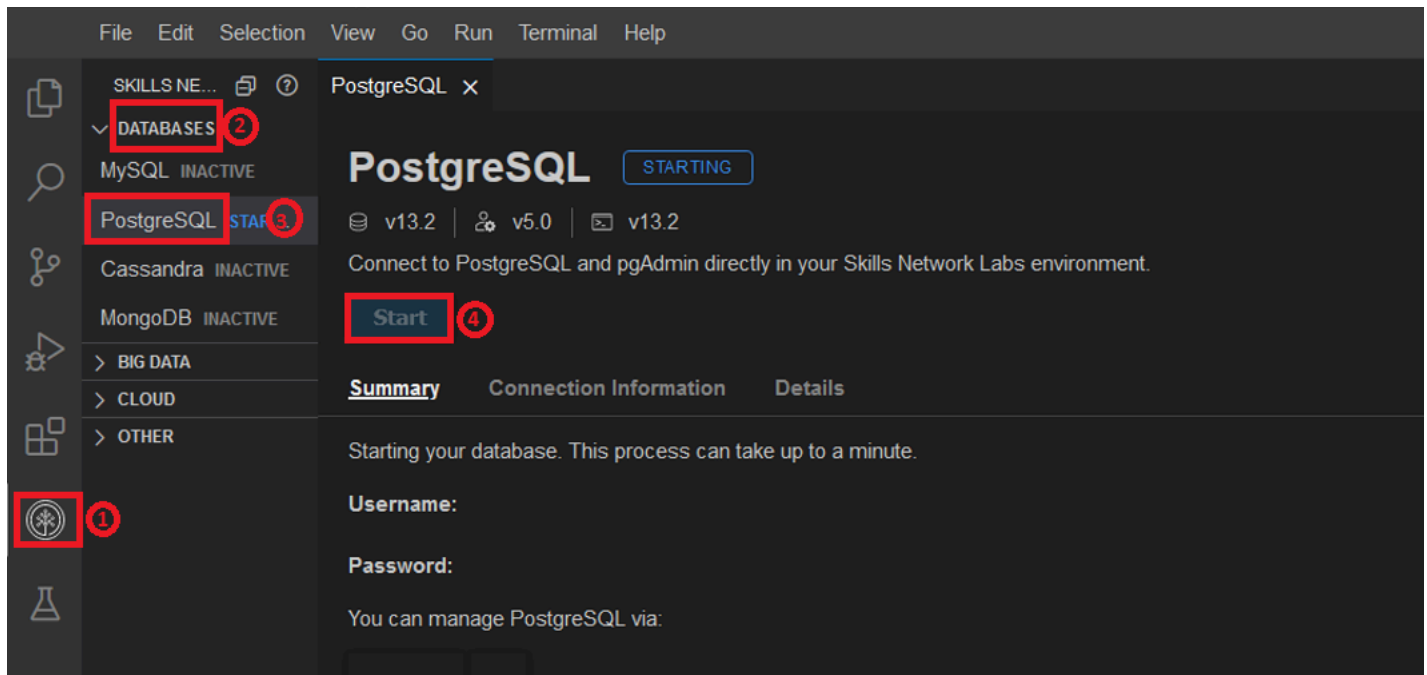 File Edit Selection View Go Run Terminal Help
SKILLS NE...
PostgreSQL
DATABASES 2
MySQL INACTIVE
PostgreSQL 3
Cassandra INACTIVE
MongoDB INACTIVE
BIG DATA
CLOUD
OTHER
1
PostgreSQL STARTING
v13.2 v5.0 v13.2
Connect to PostgreSQL and pgAdmin directly in your Skills Network Labs environment.
Start 4
Summary Connection Information Details
Starting your database. This process can take up to a minute.
Username:
Password:
You can manage PostgreSQL via: